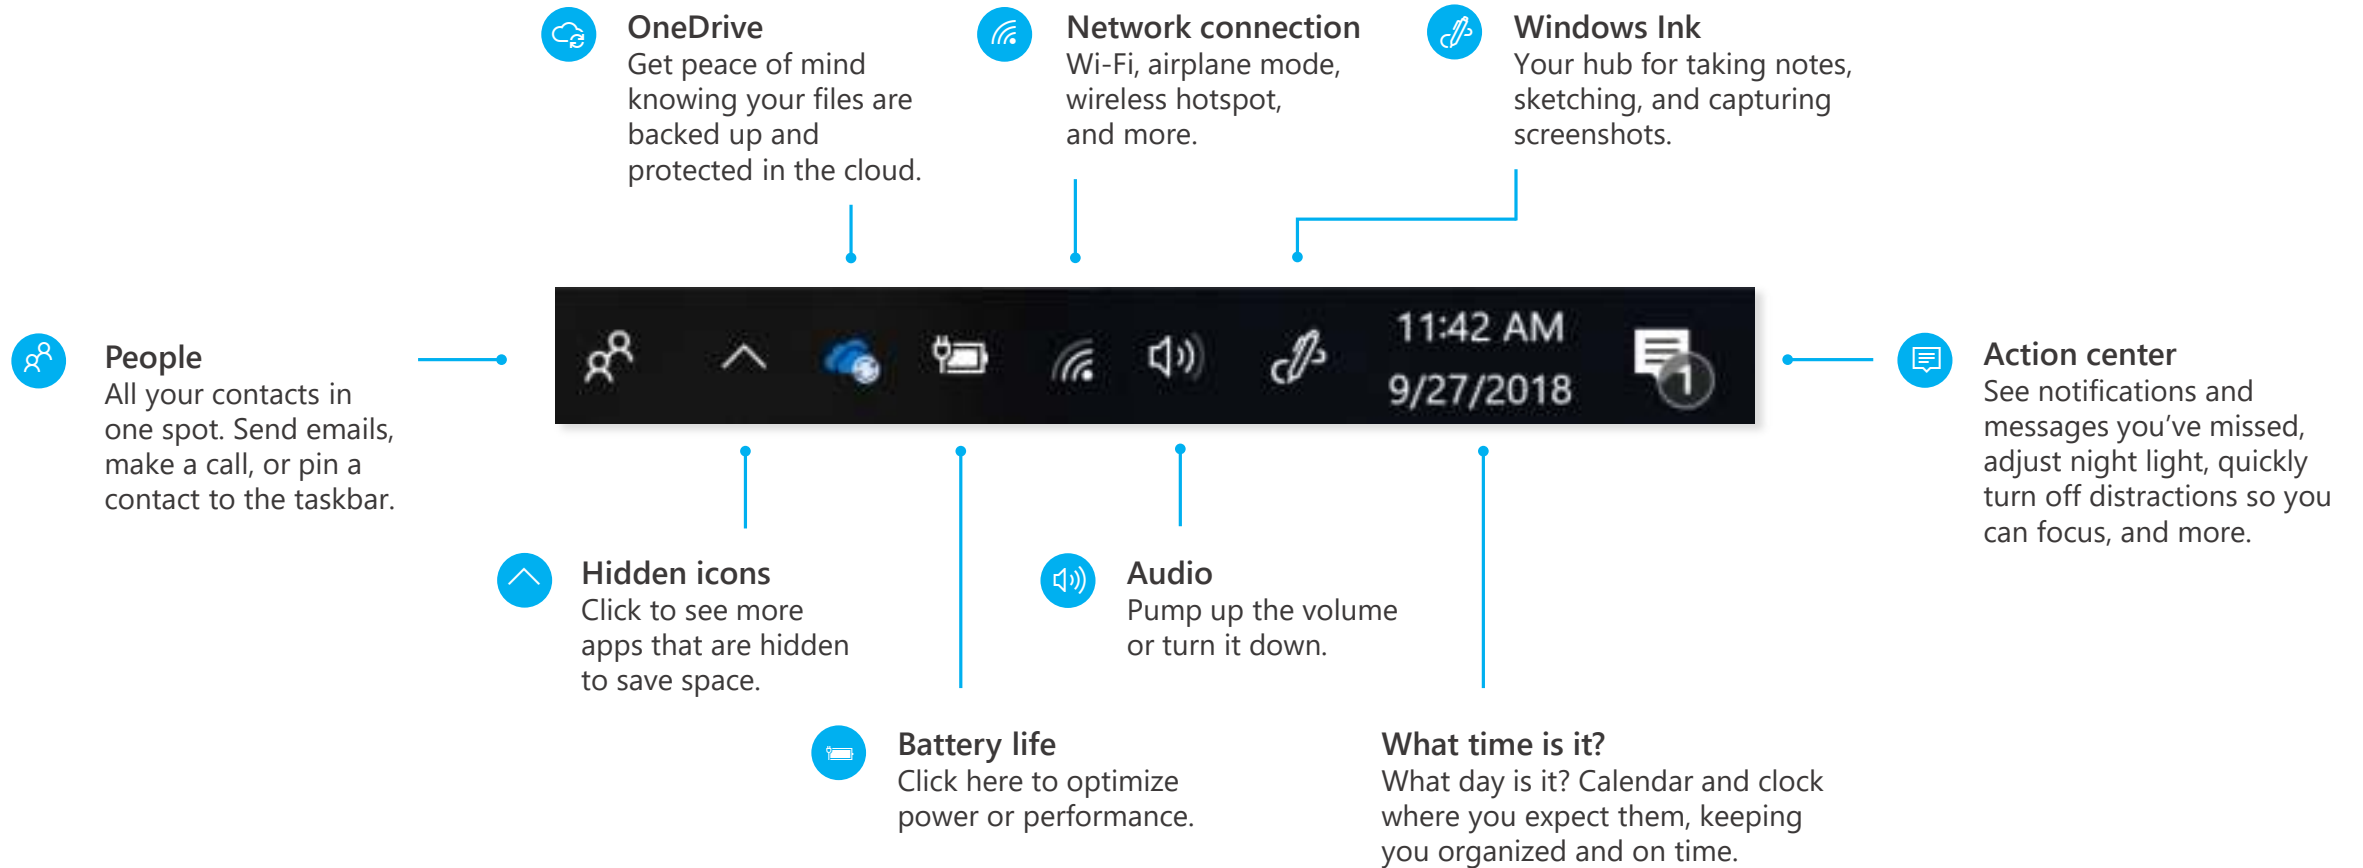 OneDrive
Get peace of mind
knowing your files are
backed up and
protected in the cloud.
Network connection
Wi-Fi, airplane mode,
wireless hotspot,
and more.
Windows Ink
Your hub for taking notes,
sketching, and capturing
screenshots.
People
All your contacts in
one spot. Send emails,
make a call, or pin a
contact to the taskbar.
11:42 AM
9/27/2018
1
Action center
See notifications and
messages you’ve missed,
adjust night light, quickly
turn off distractions so you
can focus, and more.
Hidden icons
Click to see more
apps that are hidden
to save space.
Audio
Pump up the volume
or turn it down.
Battery life
Click here to optimize
power or performance.
What time is it?
What day is it? Calendar and clock
where you expect them, keeping
you organized and on time.